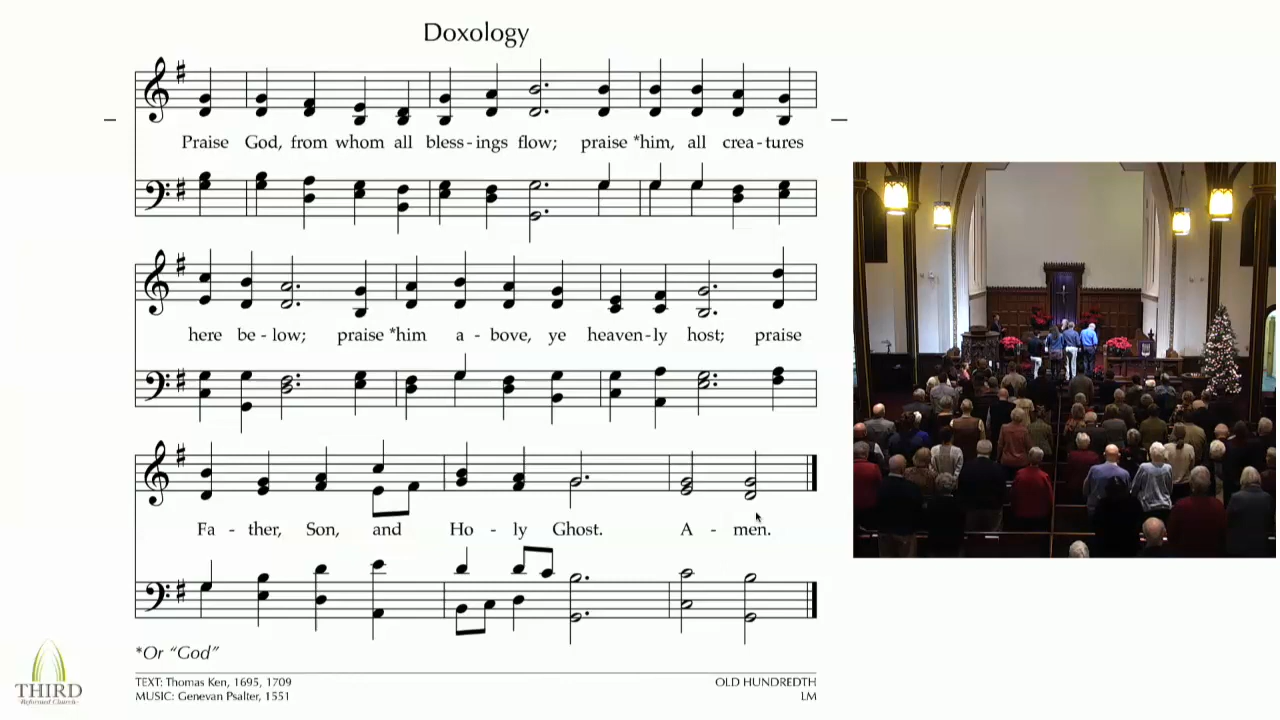 Doxology
Praise God, from whom all bless - ings flow; praise *him, all crea - tures
here be - low; praise *him a - bove, ye heaven - ly host; praise
Fa - ther, Son, and Ho - ly Ghost. A - men.
*Or “God”
TEXT: Thomas Ken, 1695, 1709
MUSIC: Genevan Psalter, 1551
OLD HUNDREDTH
LM
THIRD
Reformed Church